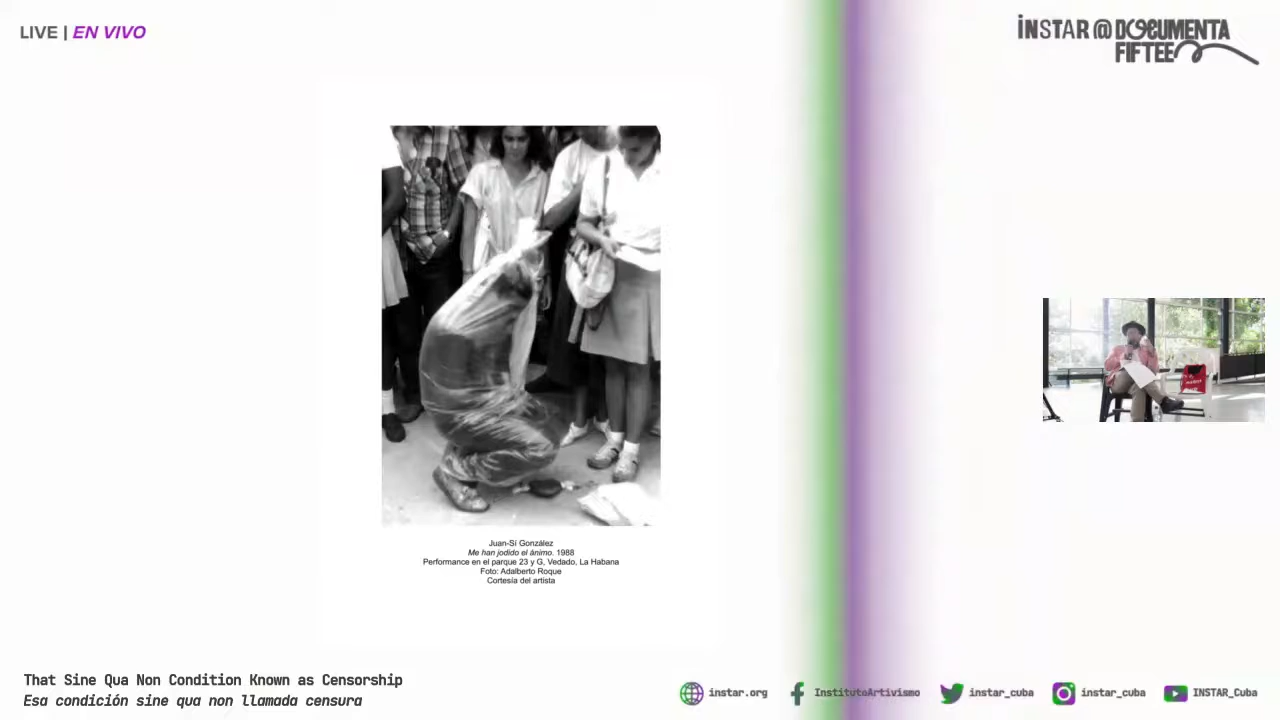 LIVE | EN VIVO
INSTAR @ DOCUMENTA
FIFTEEN
Juan-Sí González
Me han jodido el ánimo. 1988
Performance en el parque 23 y G, Vedado, La Habana
Foto: Adalberto Roque
Cortesía del artista
That Sine Qua Non Condition Known as Censorship
Esa condición sine qua non llamada censura
instar.org
InstitutoArtivismo
instar_cuba
instar_cuba
INSTAR_Cuba